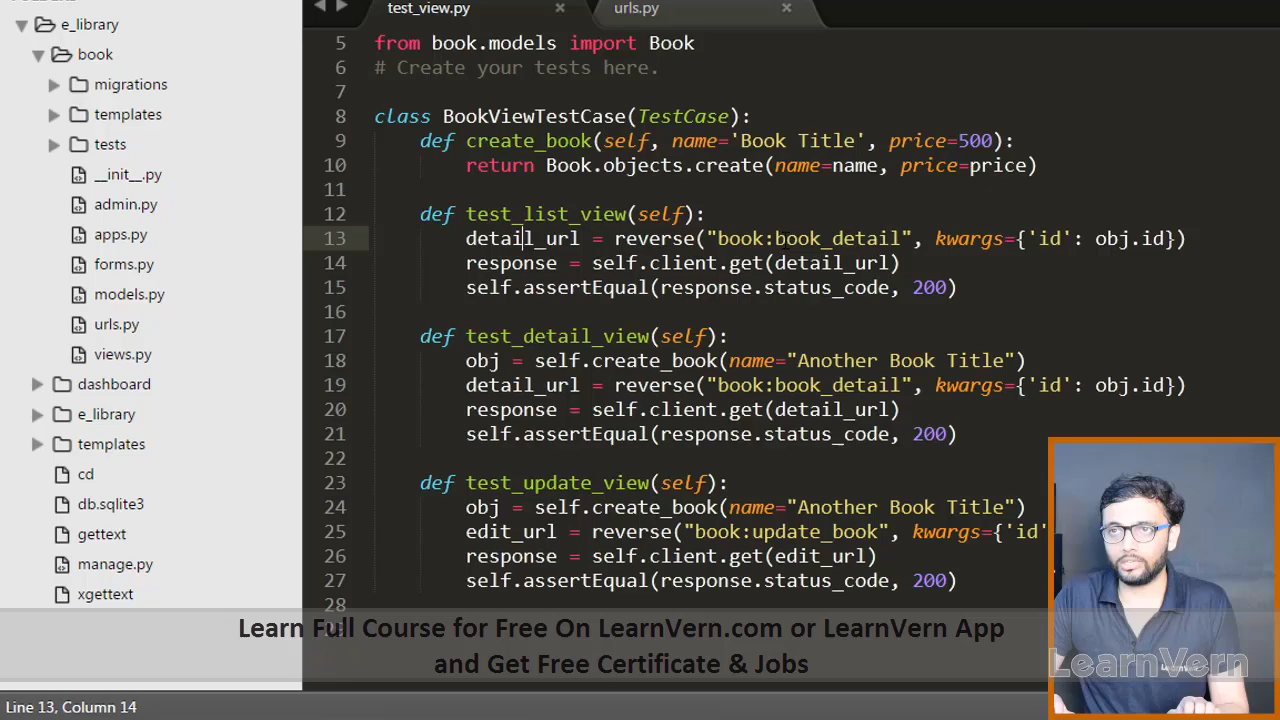 e_library
book
migrations
templates
tests
__init__.py
admin.py
apps.py
forms.py
models.py
urls.py
views.py
dashboard
e_library
templates
cd
db.sqlite3
gettext
manage.py
xgettext
test_view.py × urls.py ×
5 from book.models import Book
6 # Create your tests here.
7
8 class BookViewTestCase(TestCase):
9 def create_book(self, name='Book Title', price=500):
10 return Book.objects.create(name=name, price=price)
11
12 def test_list_view(self):
13 detail_url = reverse("book:book_detail", kwargs={'id': obj.id})
14 response = self.client.get(detail_url)
15 self.assertEqual(response.status_code, 200)
16
17 def test_detail_view(self):
18 obj = self.create_book(name="Another Book Title")
19 detail_url = reverse("book:book_detail", kwargs={'id': obj.id})
20 response = self.client.get(detail_url)
21 self.assertEqual(response.status_code, 200)
22
23 def test_update_view(self):
24 obj = self.create_book(name="Another Book Title")
25 edit_url = reverse("book:update_book", kwargs={'id'
26 response = self.client.get(edit_url)
27 self.assertEqual(response.status_code, 200)
28
Learn Full Course for Free On LearnVern.com or LearnVern App
and Get Free Certificate & Jobs
LearnVern
Line 13, Column 14